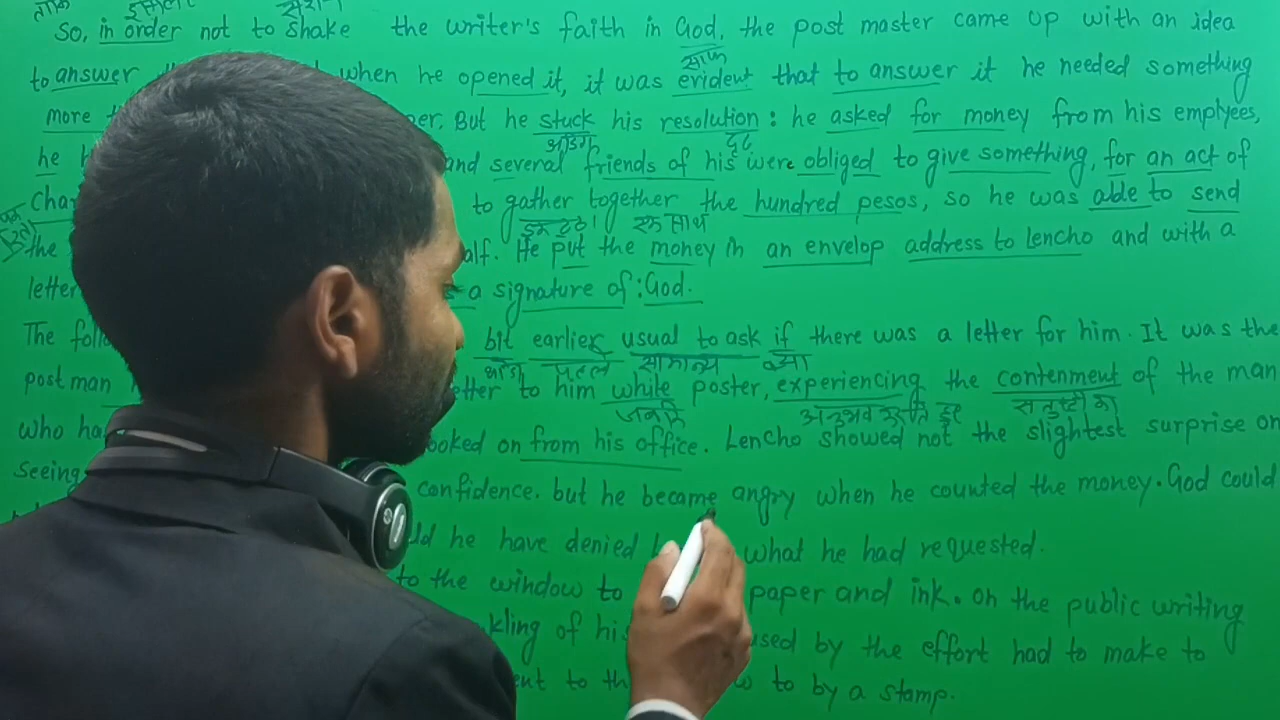 ताकि इसलिए
So, in order not to shake the writer's faith in God, the post master came up with an idea
साफ
to answer when he opened it, it was evident that to answer it he needed something
more per. But he stuck his resolution : he asked for money from his emplyees,
अडिग दृढ़
he and several friends of his were obliged to give something, for an act of
Cha to gather together the hundred pesos, so he was able to send
इकट्ठे एक साथ
the alf. He put the money in an envelop address to Lencho and with a
letter a signature of : God.
The foll bit earlier usual to ask if there was a letter for him. It was the
पहले सामान्य क्या
post man etter to him while poster, experiencing the contenment of the man
जबकि अनुभव करते हुए
who ha ooked on from his office. Lencho showed not the slightest surprise on
Seeing confidence. but he became angry when he counted the money. God could
ld he have denied what he had requested.
to the window to paper and ink. On the public writing
kling of his sed by the effort had to make to
ent to th w to by a stamp.